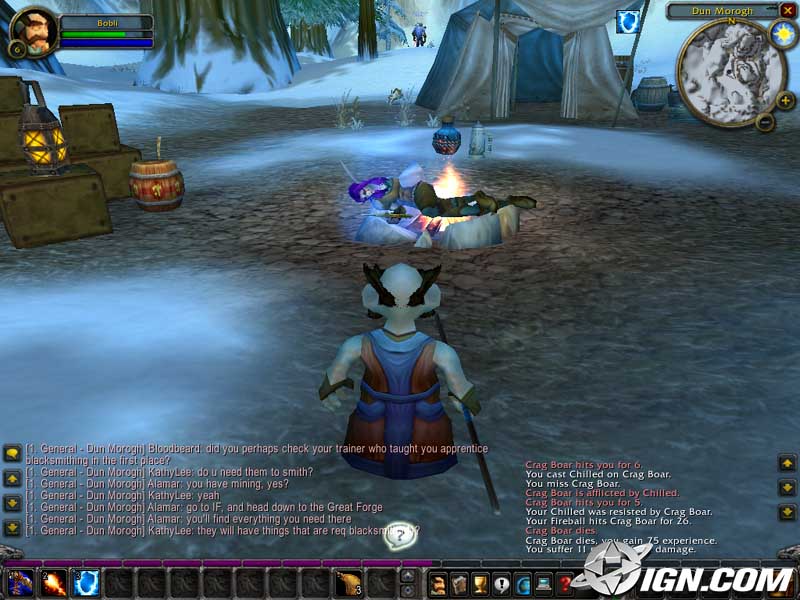 Bobli
6
Dun Morogh
N
[1. General - Dun Morogh] Bloodbeard: did you perhaps check your trainer who taught you apprentice
blacksmithing in the first place?
[1. General - Dun Morogh] KathyLee: do u need them to smith?
[1. General - Dun Morogh] Alamar: you have mining, yes?
[1. General - Dun Morogh] KathyLee: yeah
[1. General - Dun Morogh] Alamar: go to IF, and head down to the Great Forge
[1. General - Dun Morogh] Alamar: you'll find everything you need there
[1. General - Dun Morogh] KathyLee: they will have things that are req
Crag Boar hits you for 6.
You cast Chilled on Crag Boar.
You miss Crag Boar.
Crag Boar is afflicted by Chilled.
Crag Boar hits you for 5.
Your Chilled was resisted by Crag Boar.
Your Fireball hits Crag Boar for 26.
Crag Boar dies.
Crag Boar dies, you gain 75 experience.
You suffer 11 damage.
3
IGN.COM